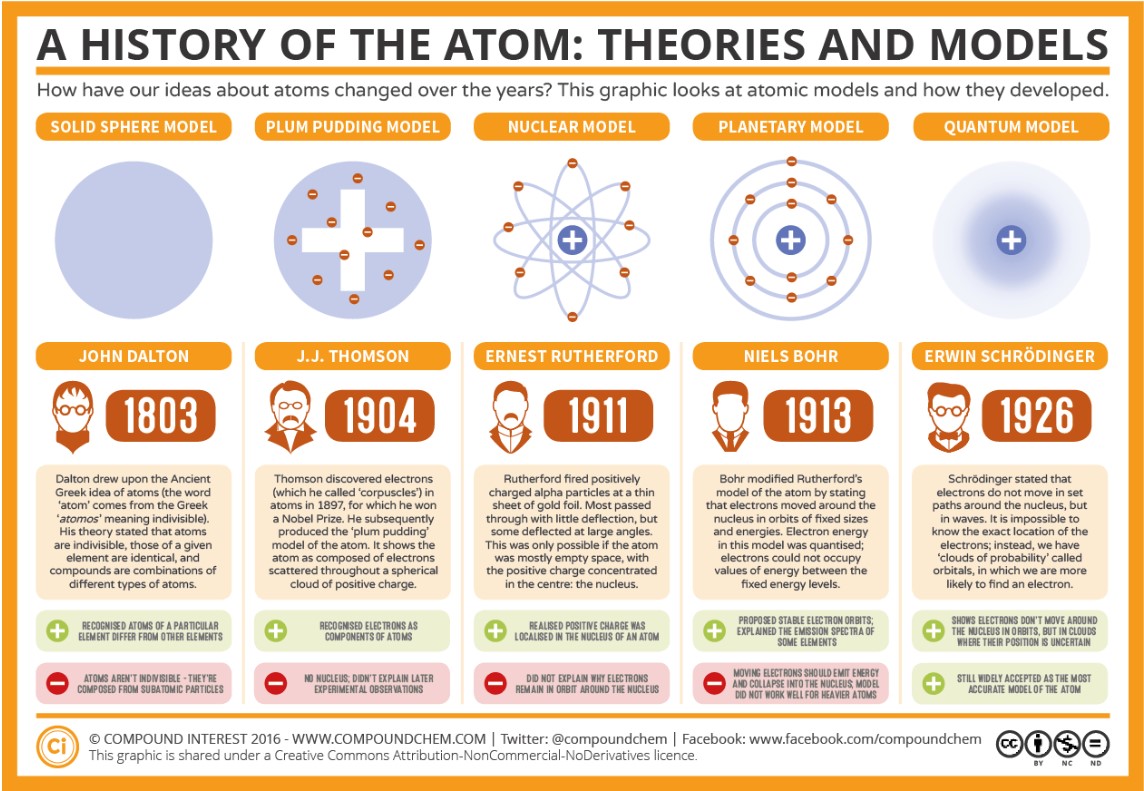 A HISTORY OF THE ATOM: THEORIES AND MODELS
How have our ideas about atoms changed over the years? This graphic looks at atomic models and how they developed.
SOLID SPHERE MODEL
PLUM PUDDING MODEL
NUCLEAR MODEL
PLANETARY MODEL
QUANTUM MODEL
JOHN DALTON
1803
Dalton drew upon the Ancient
Greek idea of atoms (the word
‘atom’ comes from the Greek
‘atomos’ meaning indivisible).
His theory stated that atoms
are indivisible, those of a given
element are identical, and
compounds are combinations of
different types of atoms.
RECOGNISED ATOMS OF A PARTICULAR
ELEMENT DIFFER FROM OTHER ELEMENTS
ATOMS AREN'T INDIVISIBLE - THEY'RE
COMPOSED FROM SUBATOMIC PARTICLES
J.J. THOMSON
1904
Thomson discovered electrons
(which he called ‘corpuscles’) in
atoms in 1897, for which he won
a Nobel Prize. He subsequently
produced the ‘plum pudding’
model of the atom. It shows the
atom as composed of electrons
scattered throughout a spherical
cloud of positive charge.
RECOGNISED ELECTRONS AS
COMPONENTS OF ATOMS
NO NUCLEUS; DIDN'T EXPLAIN LATER
EXPERIMENTAL OBSERVATIONS
ERNEST RUTHERFORD
1911
Rutherford fired positively
charged alpha particles at a thin
sheet of gold foil. Most passed
through with little deflection, but
some deflected at large angles.
This was only possible if the atom
was mostly empty space, with
the positive charge concentrated
in the centre: the nucleus.
REALISED POSITIVE CHARGE WAS
LOCALISED IN THE NUCLEUS OF AN ATOM
DID NOT EXPLAIN WHY ELECTRONS
REMAIN IN ORBIT AROUND THE NUCLEUS
NIELS BOHR
1913
Bohr modified Rutherford’s
model of the atom by stating
that electrons moved around the
nucleus in orbits of fixed sizes
and energies. Electron energy
in this model was quantised;
electrons could not occupy
values of energy between the
fixed energy levels.
PROPOSED STABLE ELECTRON ORBITS;
EXPLAINED THE EMISSION SPECTRA OF
SOME ELEMENTS
MOVING ELECTRONS SHOULD EMIT ENERGY
AND COLLAPSE INTO THE NUCLEUS; MODEL
DID NOT WORK WELL FOR HEAVIER ATOMS
ERWIN SCHRÖDINGER
1926
Schrödinger stated that
electrons do not move in set
paths around the nucleus, but
in waves. It is impossible to
know the exact location of the
electrons; instead, we have
‘clouds of probability’ called
orbitals, in which we are more
likely to find an electron.
SHOWS ELECTRONS DON'T MOVE AROUND
THE NUCLEUS IN ORBITS, BUT IN CLOUDS
WHERE THEIR POSITION IS UNCERTAIN
STILL WIDELY ACCEPTED AS THE MOST
ACCURATE MODEL OF THE ATOM
Ci
© COMPOUND INTEREST 2016 - WWW.COMPOUNDCHEM.COM | Twitter: @compoundchem | Facebook: www.facebook.com/compoundchem
This graphic is shared under a Creative Commons Attribution-NonCommercial-NoDerivatives licence.
cc
BY NC ND